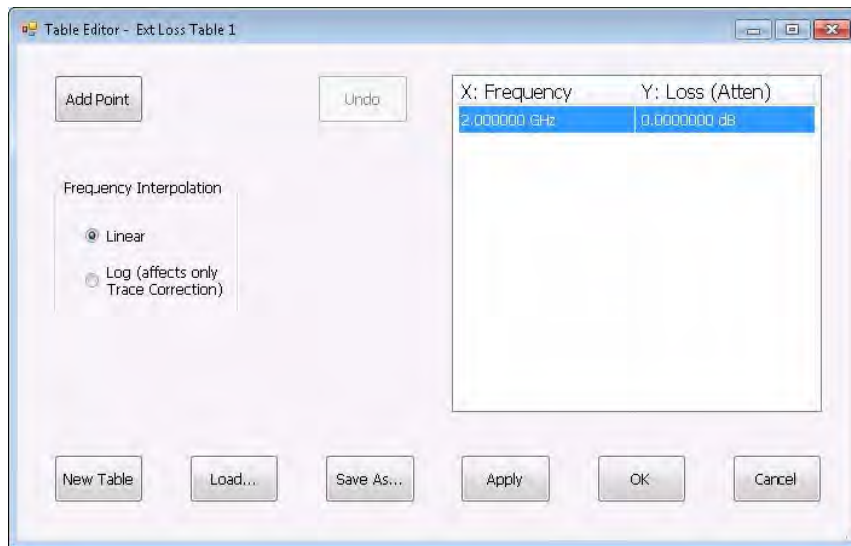 Table Editor - Ext Loss Table 1
Add Point
Undo
X: Frequency Y: Loss (Atten)
2.000000 GHz 0.0000000 dB
Frequency Interpolation
Linear
Log (affects only
Trace Correction)
New Table
Load...
Save As...
Apply
OK
Cancel